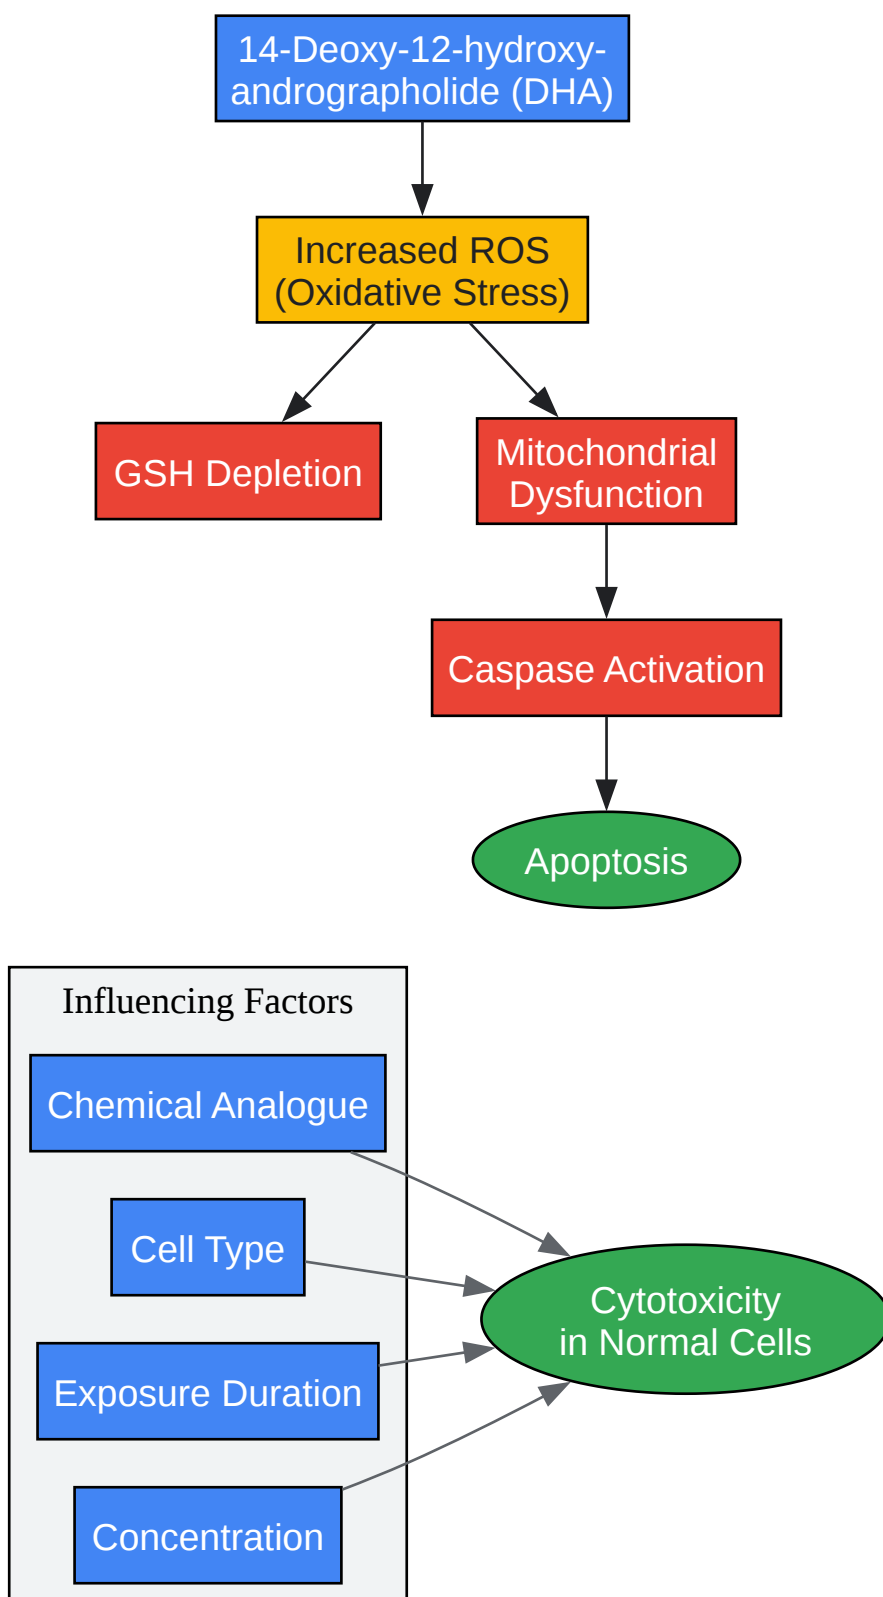 14-Deoxy-12-hydroxy-
andrographolide (DHA)
Increased ROS
(Oxidative Stress)
GSH Depletion
Mitochondrial
Dysfunction
Caspase Activation
Apoptosis
Influencing Factors
Chemical Analogue
Cell Type
Exposure Duration
Concentration
Cytotoxicity
in Normal Cells